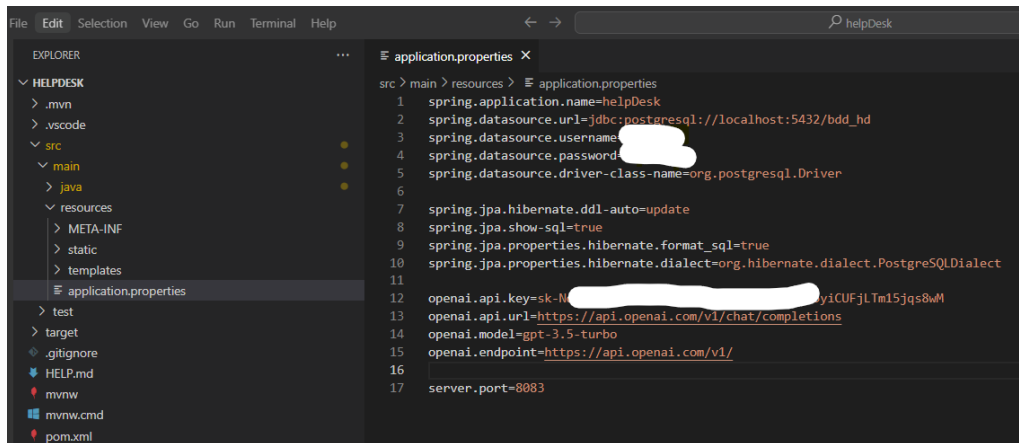 File Edit Selection View Go Run Terminal Help
helpDesk
EXPLORER
HELPDESK
.mvn
.vscode
src
main
java
resources
META-INF
static
templates
application.properties
test
target
.gitignore
HELP.md
mvnw
mvnw.cmd
pom.xml
application.properties
src > main > resources > application.properties
1 spring.application.name=helpDesk
2 spring.datasource.url=jdbc:postgresql://localhost:5432/bdd_hd
3 spring.datasource.username
4 spring.datasource.password=
5 spring.datasource.driver-class-name=org.postgresql.Driver
6
7 spring.jpa.hibernate.ddl-auto=update
8 spring.jpa.show-sql=true
9 spring.jpa.properties.hibernate.format_sql=true
10 spring.jpa.properties.hibernate.dialect=org.hibernate.dialect.PostgreSQLDialect
11
12 openai.api.key=sk-N yiCUFjLTm15jqs8wM
13 openai.api.url=https://api.openai.com/v1/chat/completions
14 openai.model=gpt-3.5-turbo
15 openai.endpoint=https://api.openai.com/v1/
16
17 server.port=8083